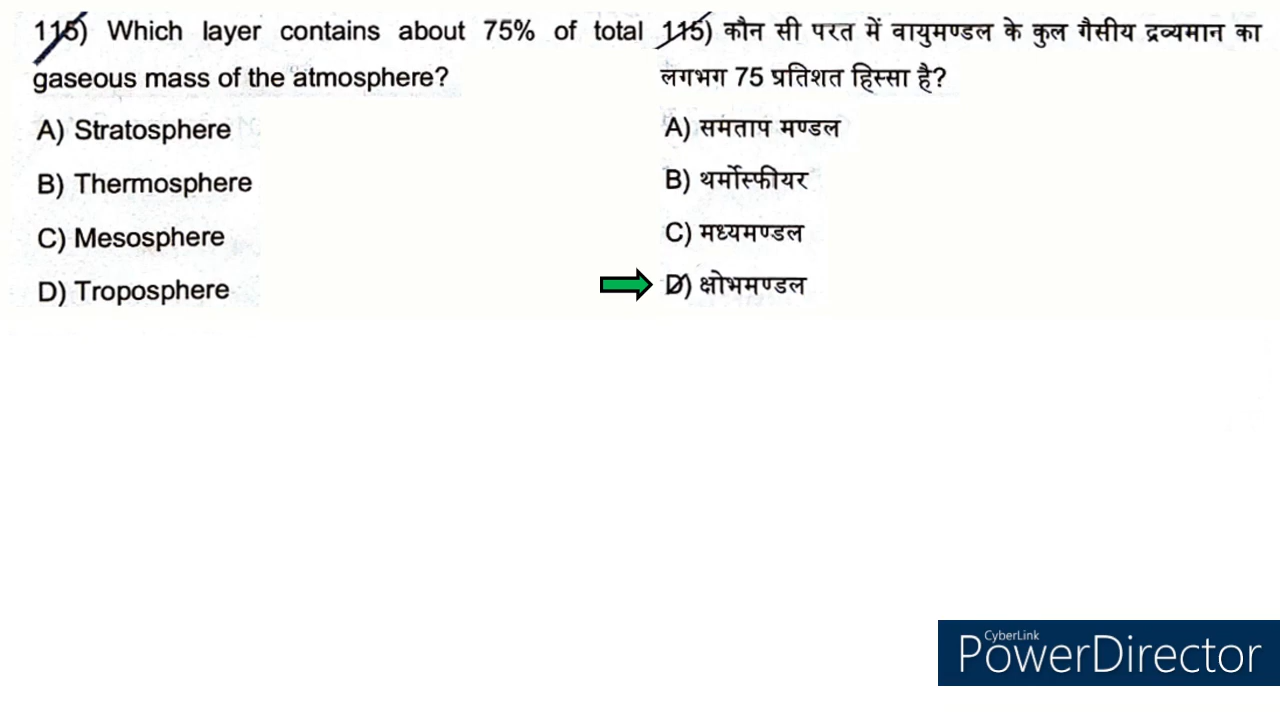 115) Which layer contains about 75% of total
gaseous mass of the atmosphere?
A) Stratosphere
B) Thermosphere
C) Mesosphere
D) Troposphere
115) कौन सी परत में वायुमण्डल के कुल गैसीय द्रव्यमान का
लगभग 75 प्रतिशत हिस्सा है?
A) समताप मण्डल
B) थर्मोस्फीयर
C) मध्यमण्डल
D) क्षोभमण्डल
CyberLink
PowerDirector